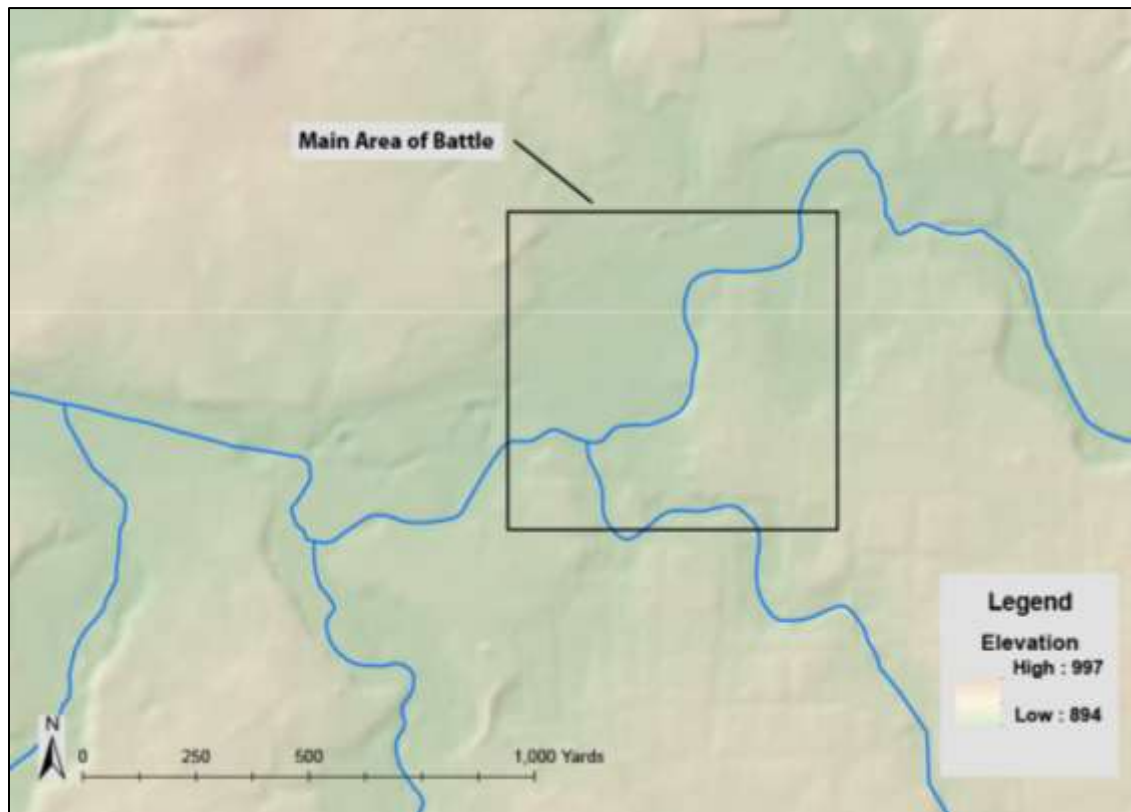 Main Area of Battle
Legend
Elevation
High : 997
Low : 894
N
0 250 500 1,000 Yards